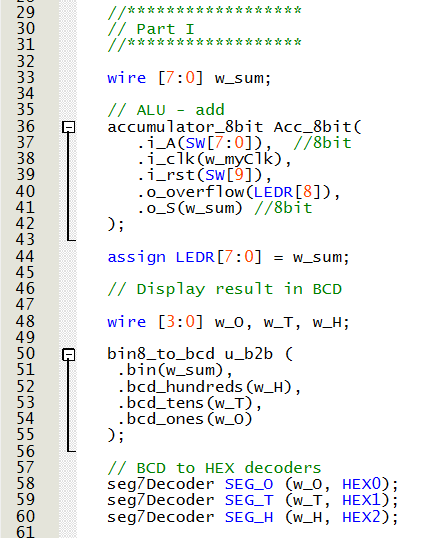 29 //******************
30 // Part I
31 //******************
32
33 wire [7:0] w_sum;
34
35 // ALU - add
36 accumulator_8bit Acc_8bit(
37 .i_A(SW[7:0]), //8bit
38 .i_clk(w_myClk),
39 .i_rst(SW[9]),
40 .o_overflow(LEDR[8]),
41 .o_S(w_sum) //8bit
42 );
43
44 assign LEDR[7:0] = w_sum;
45
46 // Display result in BCD
47
48 wire [3:0] w_O, w_T, w_H;
49
50 bin8_to_bcd u_b2b (
51 .bin(w_sum),
52 .bcd_hundreds(w_H),
53 .bcd_tens(w_T),
54 .bcd_ones(w_O)
55 );
56
57 // BCD to HEX decoders
58 seg7Decoder SEG_O (w_O, HEX0);
59 seg7Decoder SEG_T (w_T, HEX1);
60 seg7Decoder SEG_H (w_H, HEX2);
61